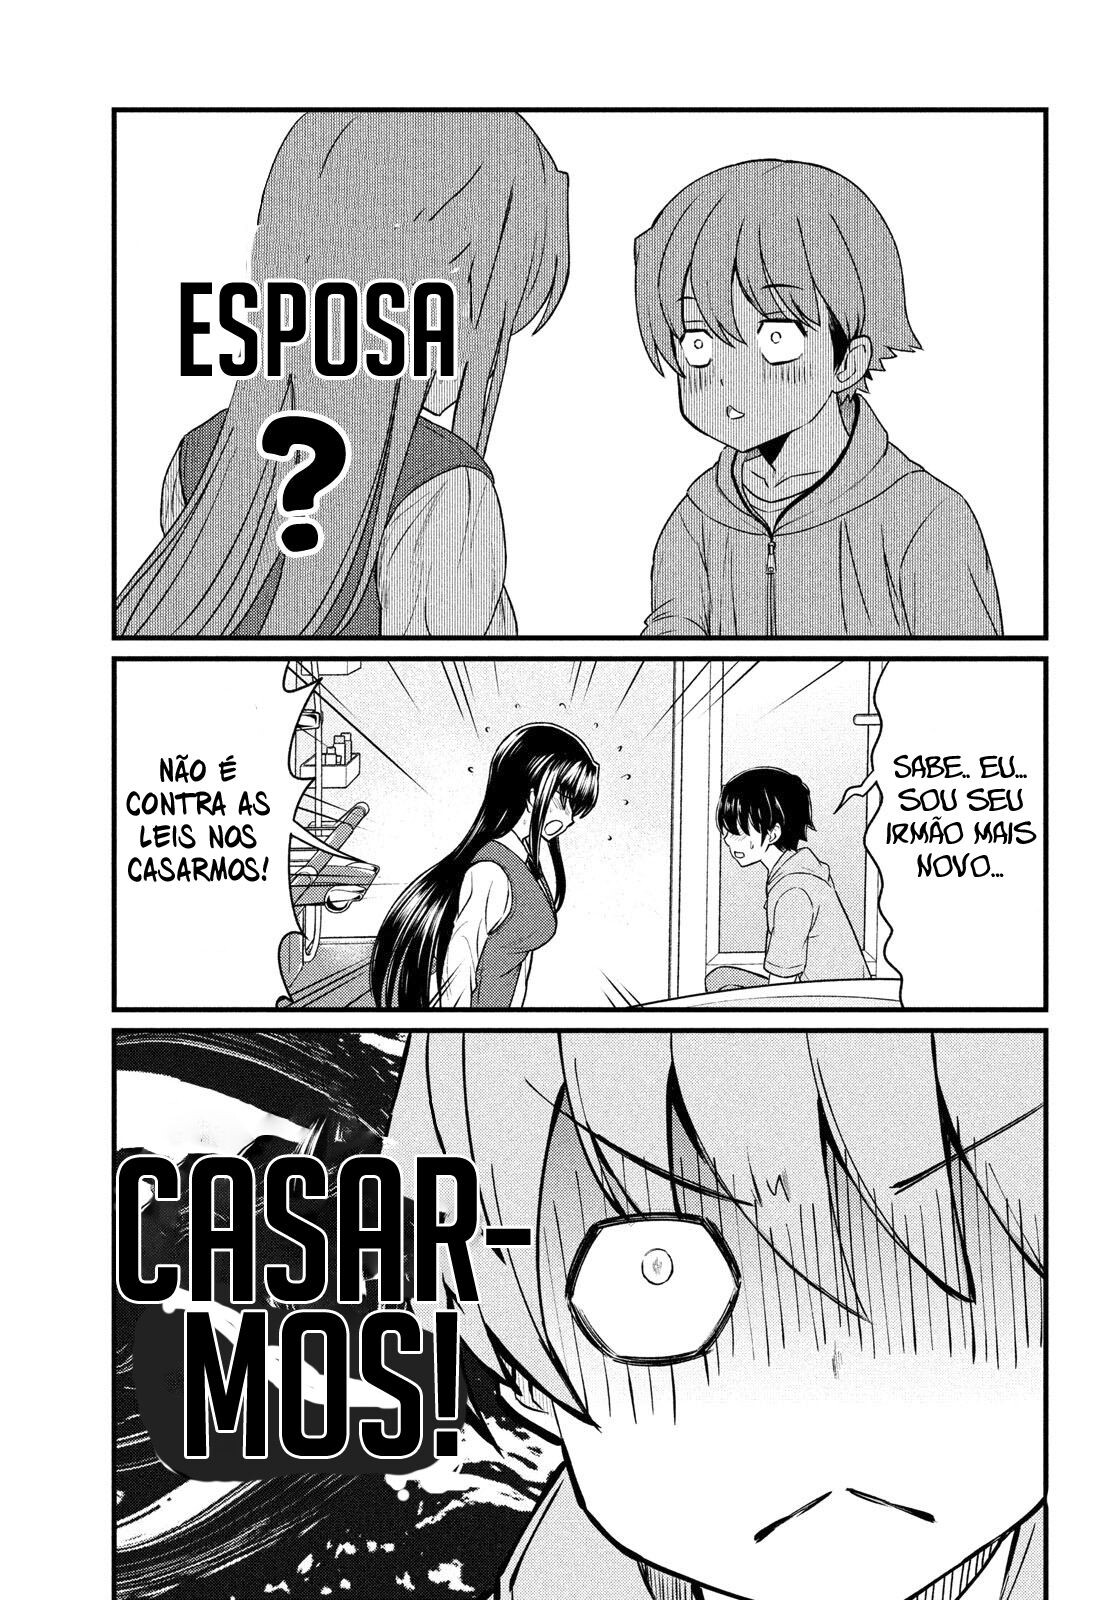 ESPOSA
?
SABE.. EU...
SOU SEU
IRMÃO MAIS
NOVO...
NÃO É
CONTRA AS
LEIS NOS
CASARMOS!
CASAR-
MOS!